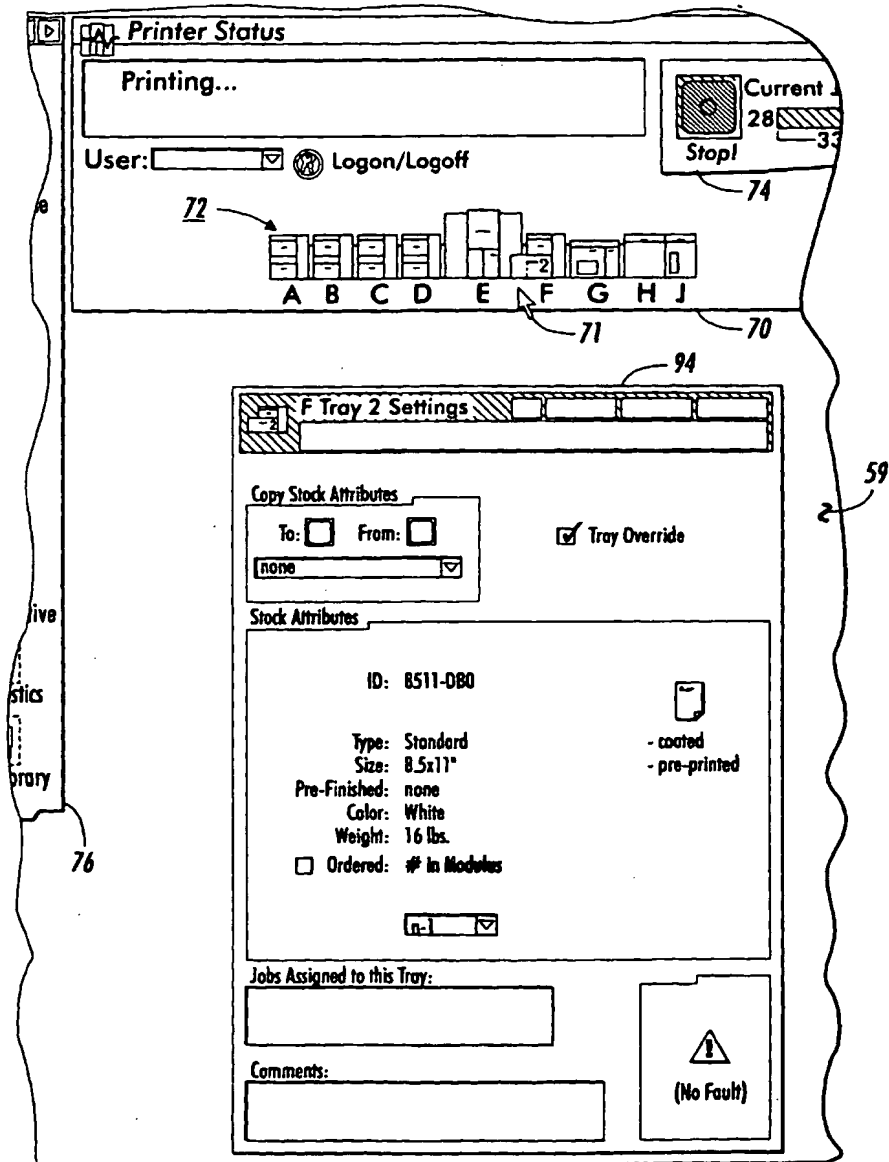 Printer Status
Printing...
Current J
28
33
Stop!
74
User:
Logon/Logoff
72
2
A B C D E F G H J
71
70
94
F Tray 2 Settings
2
59
Copy Stock Attributes
To: From:
Tray Override
none
Stock Attributes
ive
ID: 8511-DB0
stics
Type: Standard
- coated
Size: 8.5x11"
- pre-printed
brary
Pre-Finished: none
Color: White
Weight: 16 lbs.
76
Ordered: # in Modulus
n-1
Jobs Assigned to this Tray:
Comments:
(No Fault)